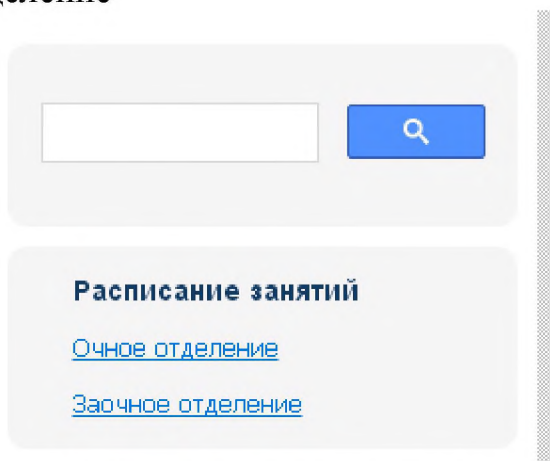 Расписание занятий
Очное отделение
Заочное отделение